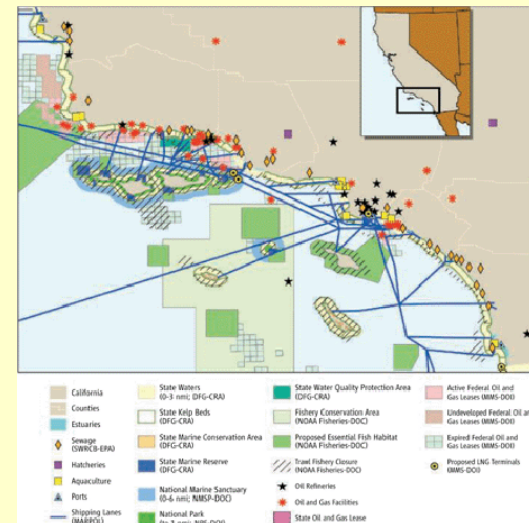 California
Counties
Estuaries
Sewage
(SWRCB-EPA)
Hatcheries
Aquaculture
Ports
Shipping Lanes
(MARPOL)
State Waters
(0-3 nmi; DFG-CRA)
State Kelp Beds
(DFG-CRA)
State Marine Conservation Area
(DFG-CRA)
State Marine Reserve
(DFG-CRA)
National Marine Sanctuary
(0-6 nmi; NMSP-DOC)
National Park
State Water Quality Protection Area
(DFG-CRA)
Fishery Conservation Area
(NOAA Fisheries-DOC)
Proposed Essential Fish Habitat
(NOAA Fisheries-DOC)
Trawl Fishery Closure
(NOAA Fisheries-DOC)
Oil Refineries
Oil and Gas Facilities
State Oil and Gas Lease
Active Federal Oil and
Gas Leases (MMS-DOI)
Undeveloped Federal Oil and
Gas Leases (MMS-DOI)
Expired Federal Oil and
Gas Leases (MMS-DOI)
Proposed LNG Terminals
(MMS-DOI)